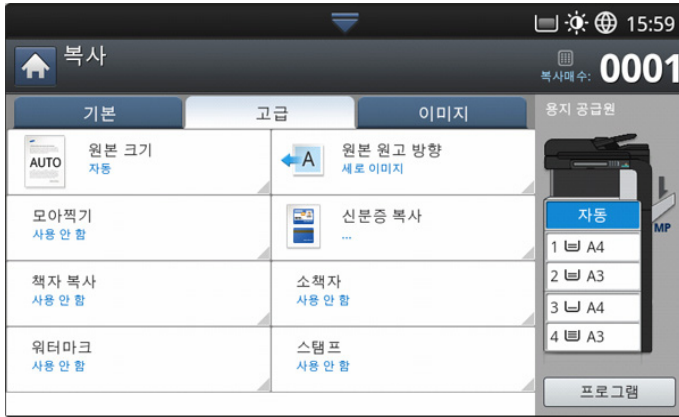 15:59
복사
복사매수: 0001
기본
고급
이미지
용지 공급원
AUTO
원본 크기
자동
A
원본 원고 방향
세로 이미지
모아찍기
사용 안 함
신분증 복사
...
책자 복사
사용 안 함
소책자
사용 안 함
워터마크
사용 안 함
스탬프
사용 안 함
자동
MP
1 A4
2 A3
3 A4
4 A3
프로그램